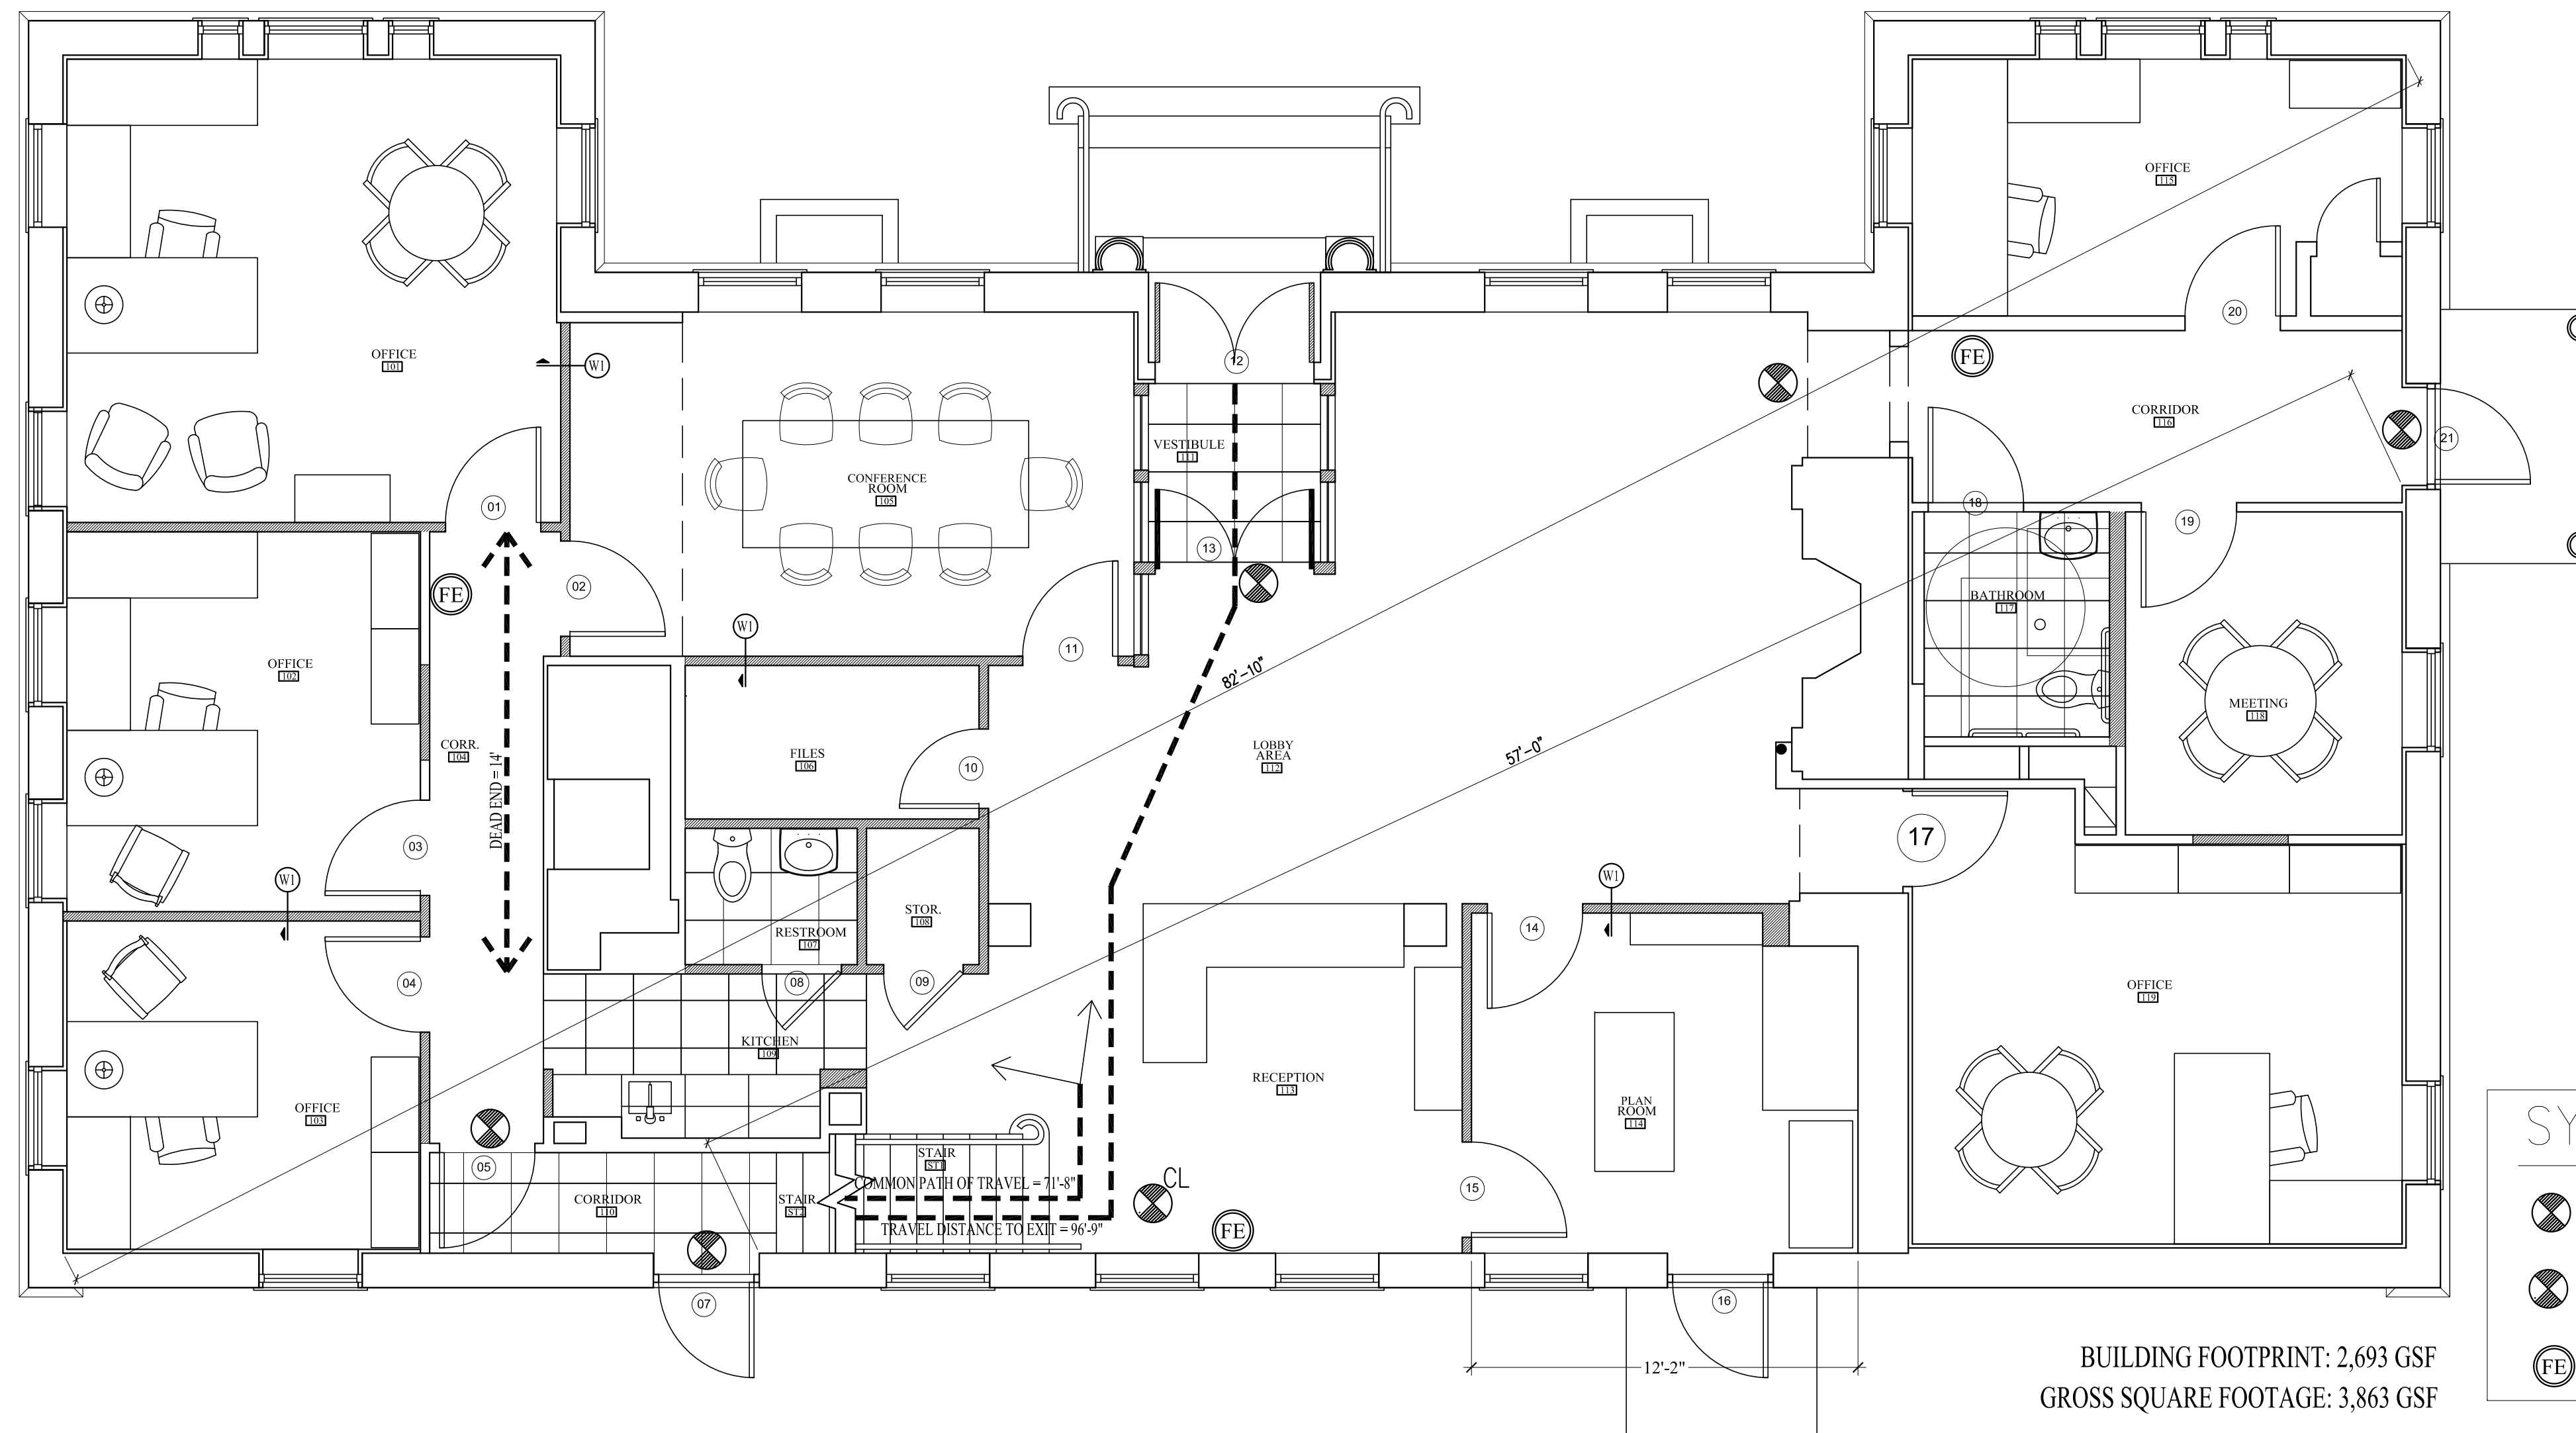 OFFICE
115
OFFICE
101
W1
12
20
FE
CORRIDOR
116
21
VESTIBULE
111
CONFERENCE
ROOM
105
01
18
19
13
02
FE
BATHROOM
117
W1
11
OFFICE
102
82'-10"
MEETING
118
CORR.
104
FILES
106
10
LOBBY
AREA
112
57'-0"
DEAD END = 14'
03
17
W1
W1
STOR.
108
RESTROOM
107
14
04
08
09
OFFICE
119
KITCHEN
109
RECEPTION
113
PLAN
ROOM
114
OFFICE
103
SY
STAIR
ST1
05
COMMON PATH OF TRAVEL = 71'-8"
CL
15
CORRIDOR
110
STAIR
ST2
TRAVEL DISTANCE TO EXIT = 96'-9"
FE
07
16
12'-2"
BUILDING FOOTPRINT: 2,693 GSF
FE
GROSS SQUARE FOOTAGE: 3,863 GSF